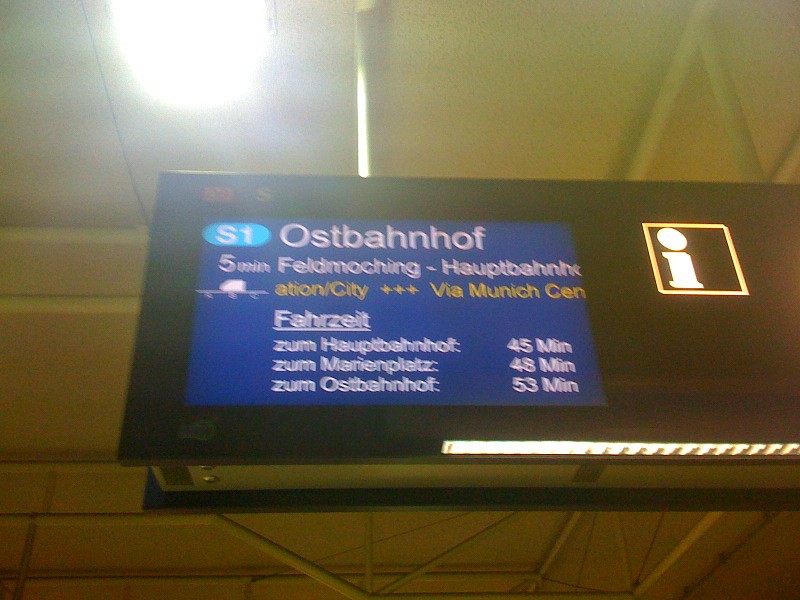 S1 Ostbahnhof
5 min Feldmoching - Hauptbahnh
ation/City +++ Via Munich Cen
Fahrzeit
zum Hauptbahnhof: 45 Min
zum Marienplatz: 48 Min
zum Ostbahnhof: 53 Min
i